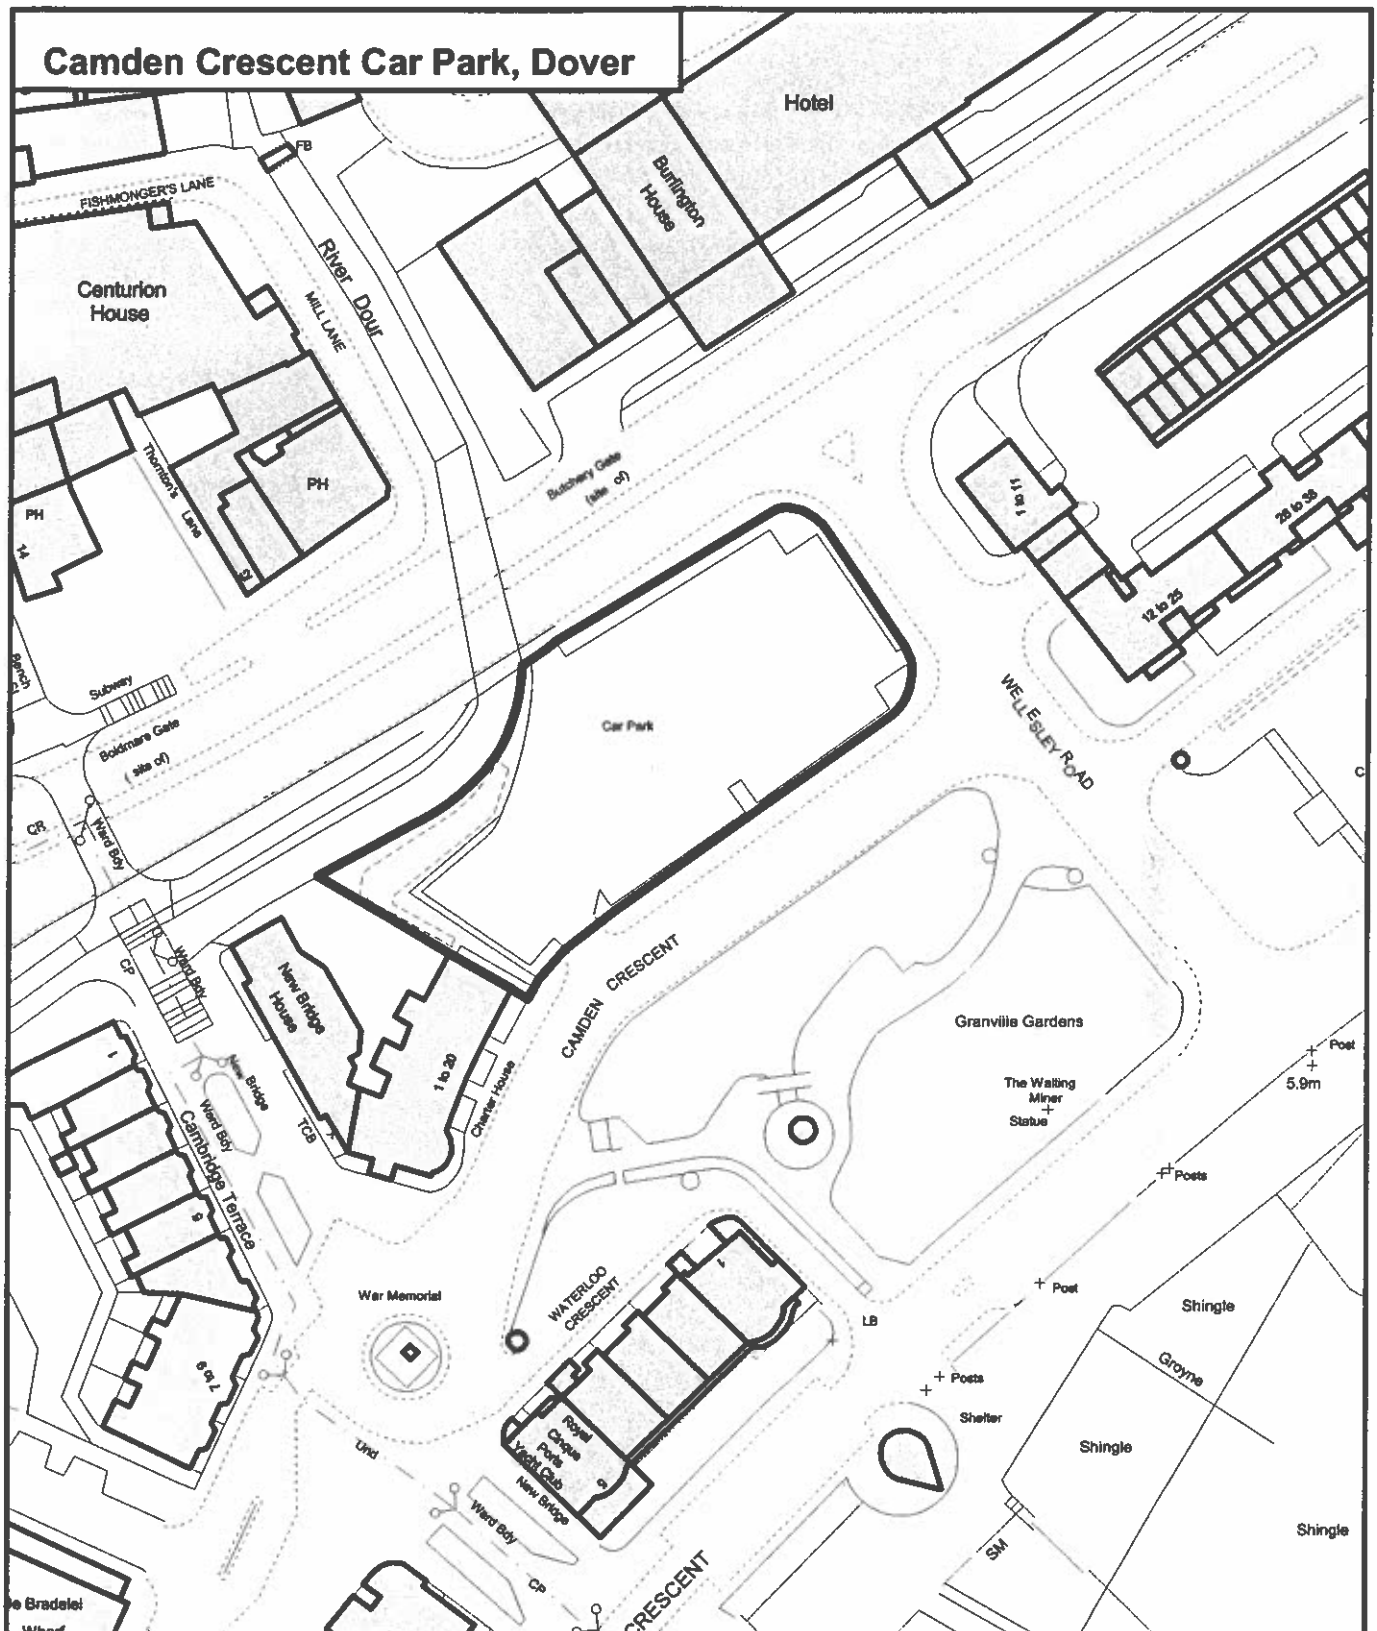 Camden Crescent Car Park, Dover
Hotel
FB
FISHMONGER'S LANE
Burlington
House
River Dour
Centurion
House
MILL LANE
Thornton's
Lane
PH
PH
14
Butchery Gate
(site of)
1 to 11
26 to 38
12 to 25
Bench
Subway
Boldmans Gate
(site of)
Car Park
WELLESLEY ROAD
CR
Ward Bdy
CP
Ward Bdy
New Bridge
House
CAMDEN CRESCENT
Granville Gardens
Post
5.9m
1
New Bridge
Ward Bdy
TCB
1 to 20
Charter House
The Waiting
Miner
Statue
Posts
Cambridge Terrace
War Memorial
WATERLOO
CRESCENT
1
Post
Shingle
LB
Groyne
7 to 9
Posts
Shelter
Shingle
Und
Royal
Cinque
Ports
Yacht Club
New Bridge
Ward Bdy
CP
Shingle
SM
CRESCENT
e Bradelei
Wharf